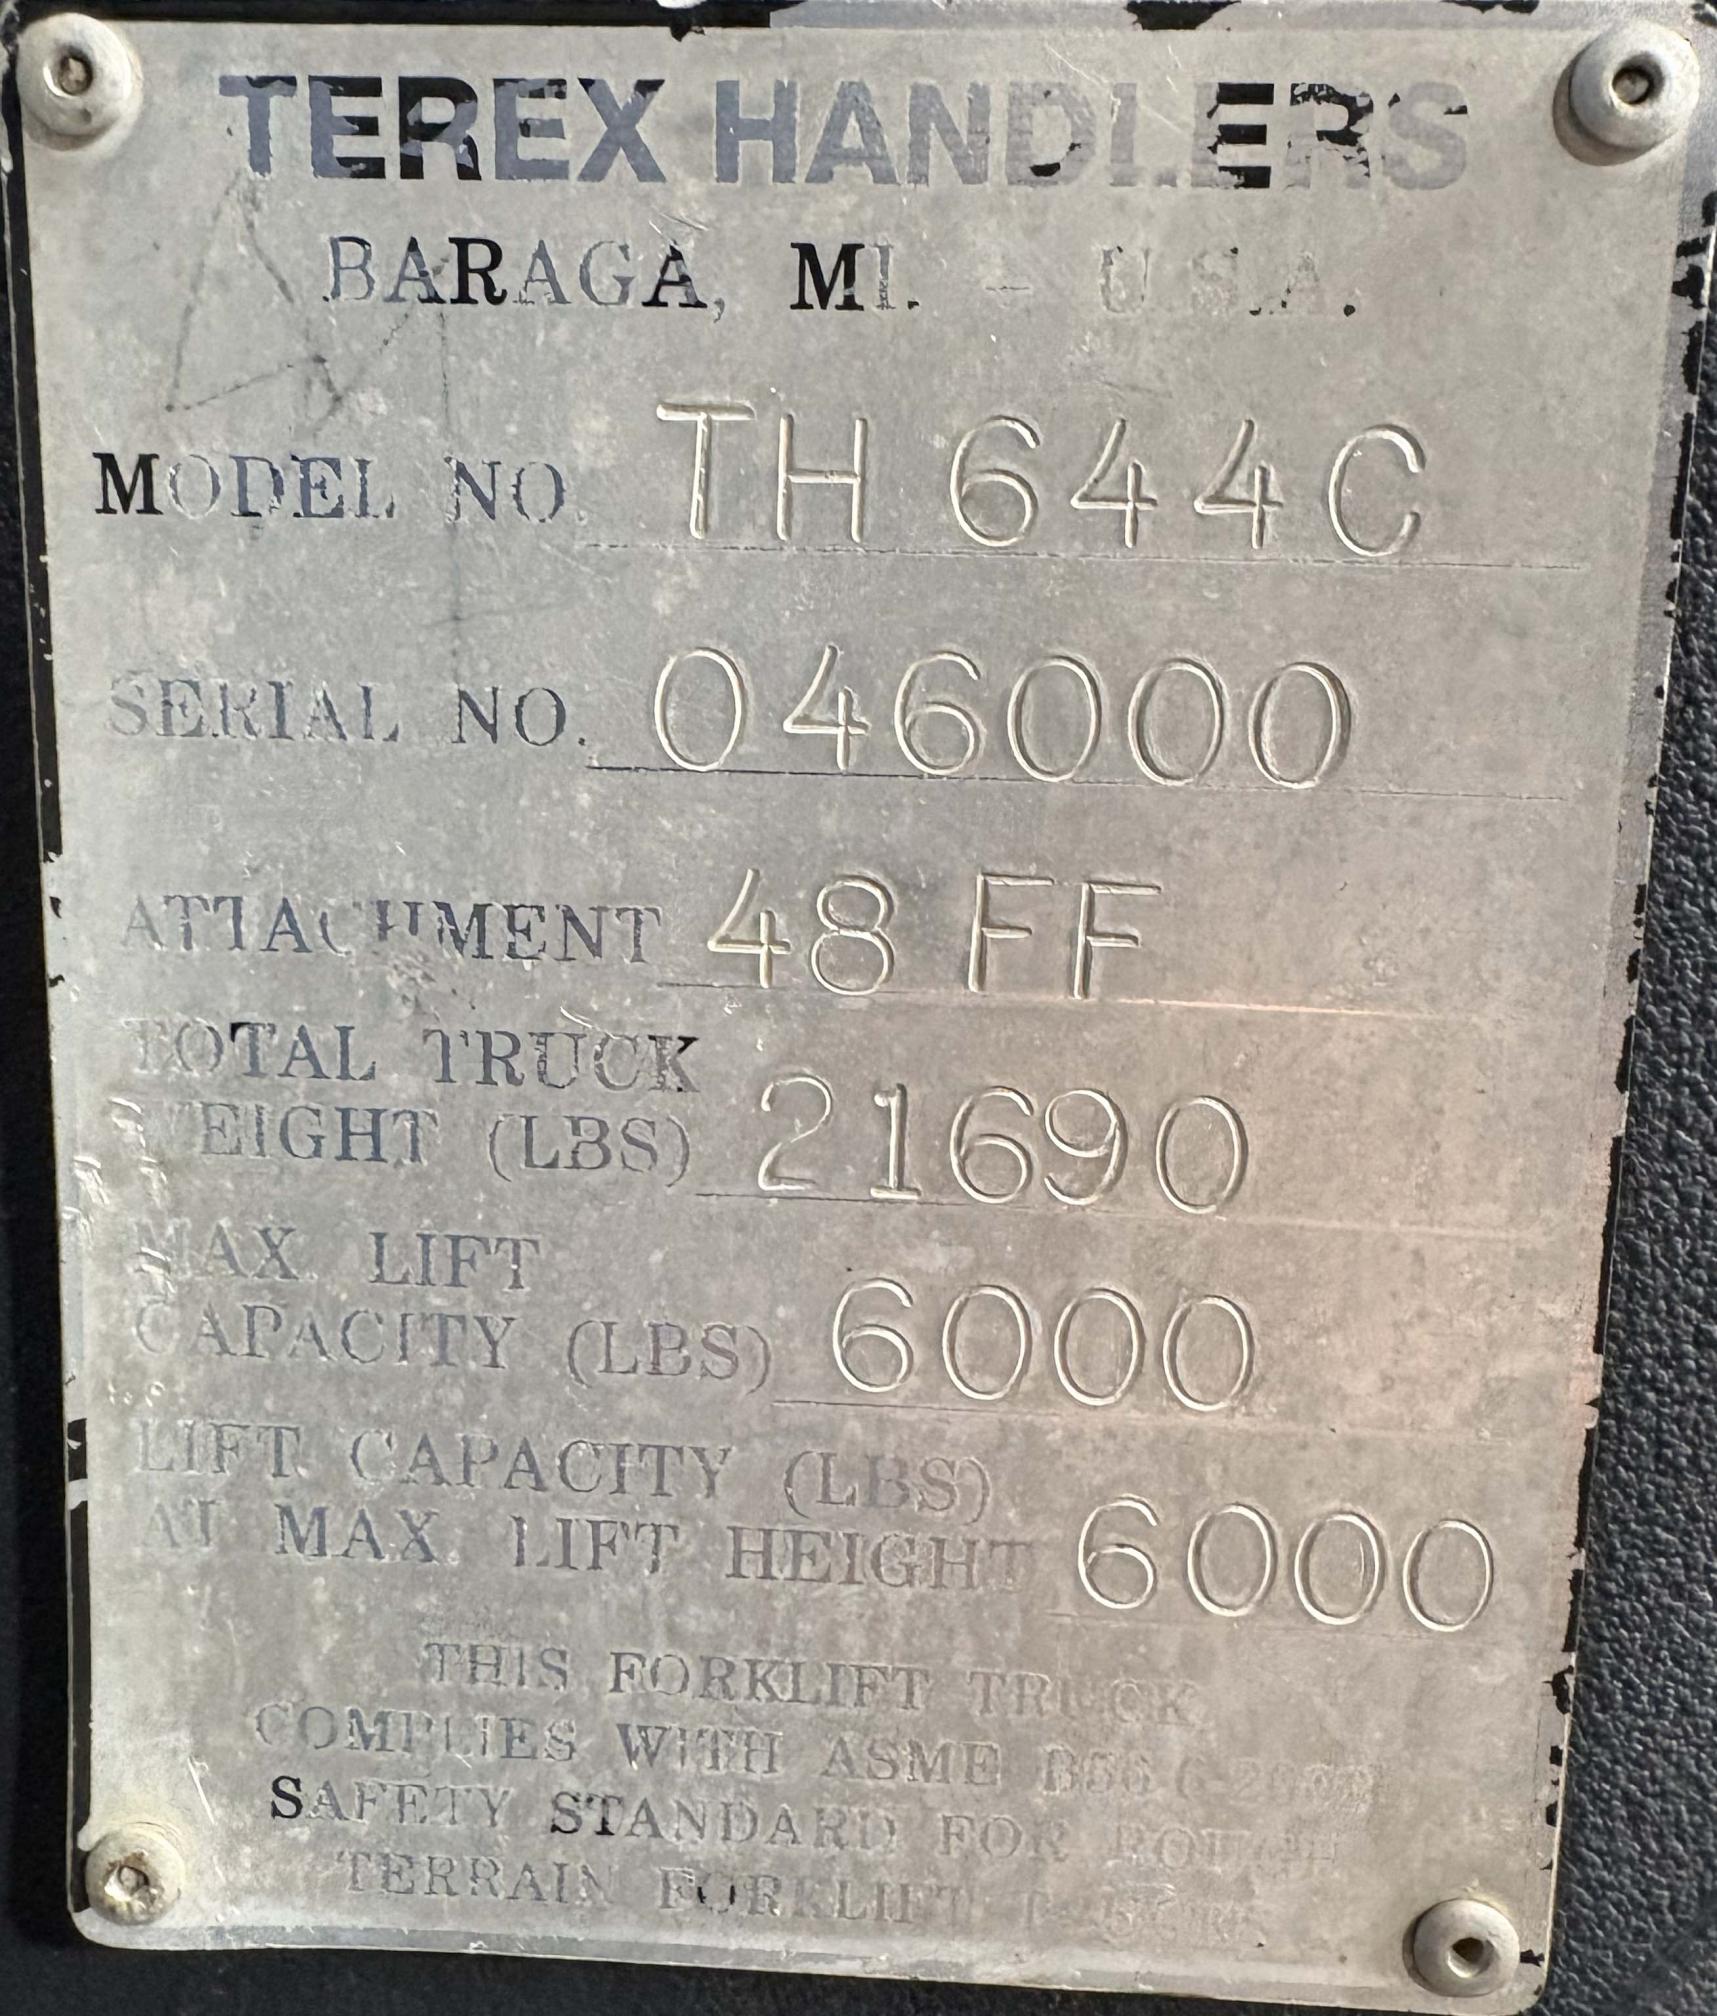 TEREX HANDLERS
BARAGA, MI. - U.S.A.
MODEL NO. TH 644C
SERIAL NO. 046000
ATTACHMENT 48 FF
TOTAL TRUCK
WEIGHT (LBS) 21690
MAX. LIFT
CAPACITY (LBS) 6000
LIFT CAPACITY (LBS)
AT MAX. LIFT HEIGHT 6000
THIS FORKLIFT TRUCK
COMPLIES WITH ASME
SAFETY STANDARD FOR ROUGH
TERRAIN FORKLIFT